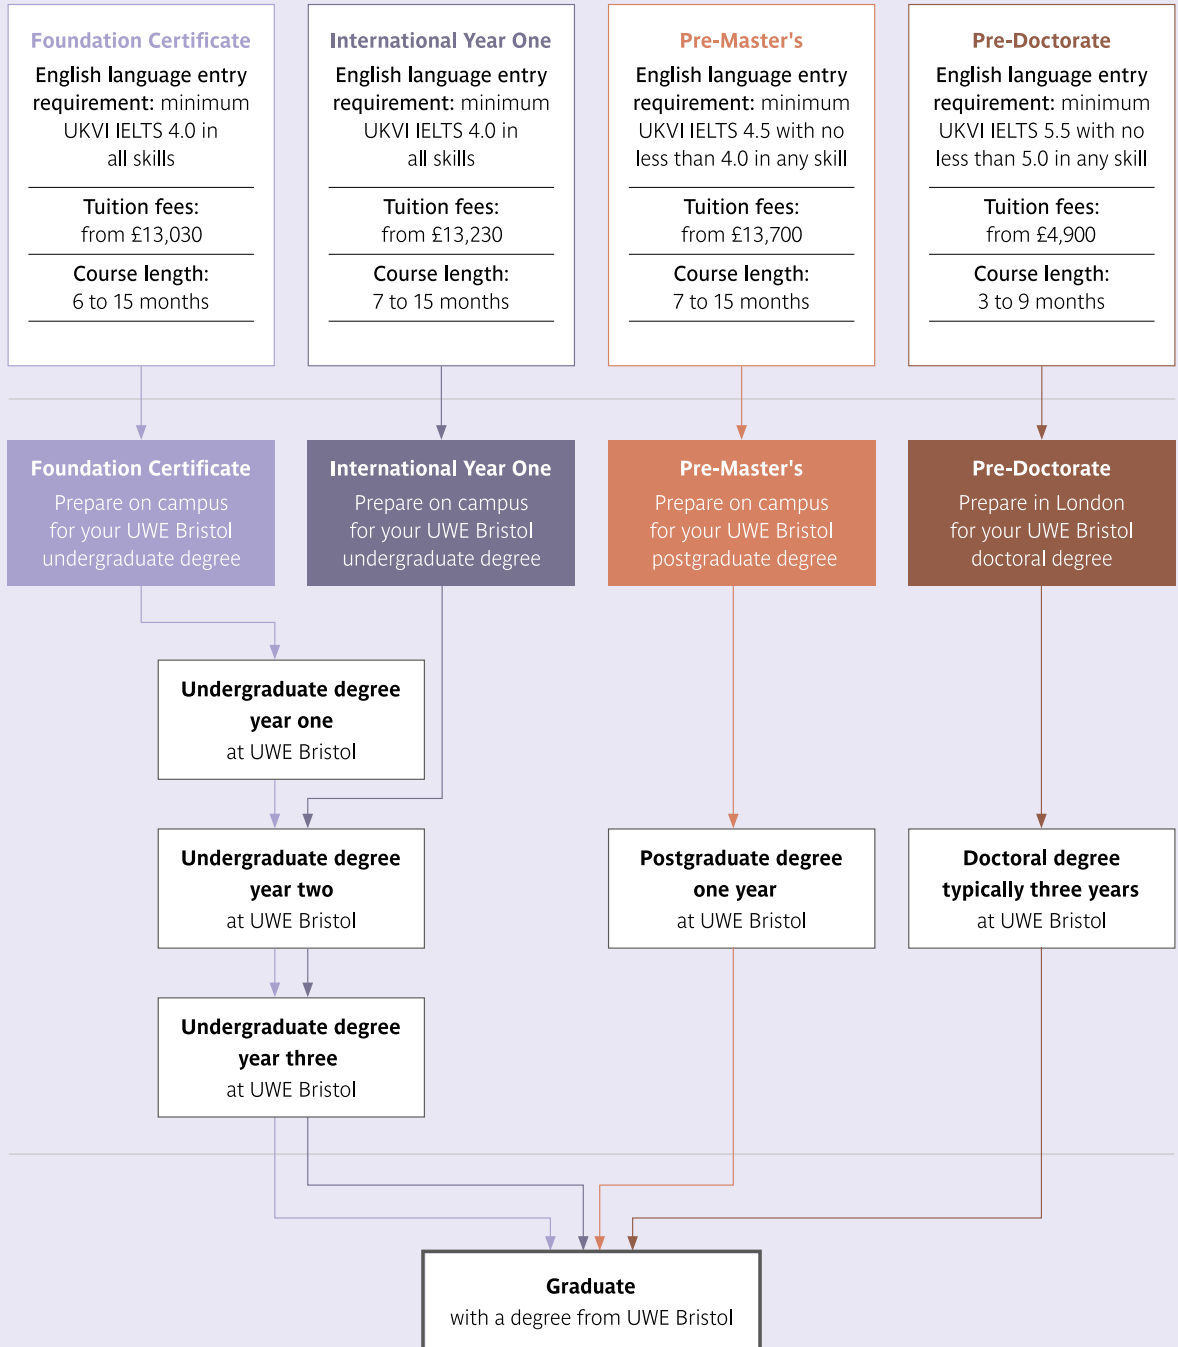 Foundation Certificate
English language entry
requirement: minimum
UKVI IELTS 4.0 in
all skills
Tuition fees:
from £13,030
Course length:
6 to 15 months
International Year One
English language entry
requirement: minimum
UKVI IELTS 4.0 in
all skills
Tuition fees:
from £13,230
Course length:
7 to 15 months
Pre-Master's
English language entry
requirement: minimum
UKVI IELTS 4.5 with no
less than 4.0 in any skill
Tuition fees:
from £13,700
Course length:
7 to 15 months
Pre-Doctorate
English language entry
requirement: minimum
UKVI IELTS 5.5 with no
less than 5.0 in any skill
Tuition fees:
from £4,900
Course length:
3 to 9 months
Foundation Certificate
Prepare on campus
for your UWE Bristol
undergraduate degree
International Year One
Prepare on campus
for your UWE Bristol
undergraduate degree
Pre-Master's
Prepare on campus
for your UWE Bristol
postgraduate degree
Pre-Doctorate
Prepare in London
for your UWE Bristol
doctoral degree
Undergraduate degree
year one
at UWE Bristol
Undergraduate degree
year two
at UWE Bristol
Postgraduate degree
one year
at UWE Bristol
Doctoral degree
typically three years
at UWE Bristol
Undergraduate degree
year three
at UWE Bristol
Graduate
with a degree from UWE Bristol